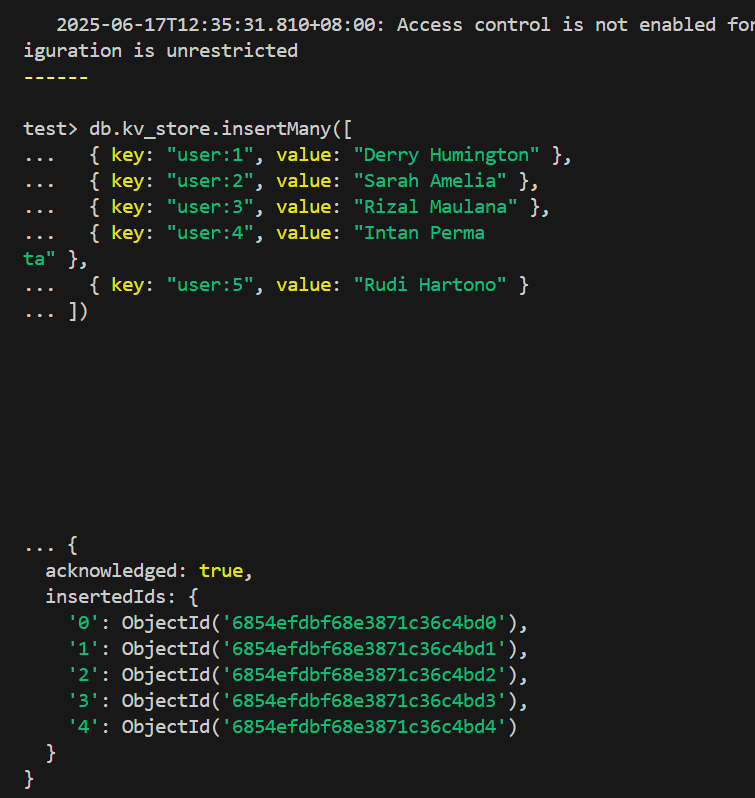 2025-06-17T12:35:31.810+08:00: Access control is not enabled for
iguration is unrestricted
------
test> db.kv_store.insertMany([
...   { key: "user:1", value: "Derry Humington" },
...   { key: "user:2", value: "Sarah Amelia" },
...   { key: "user:3", value: "Rizal Maulana" },
...   { key: "user:4", value: "Intan Perma
ta" },
...   { key: "user:5", value: "Rudi Hartono" }
... ])
... {
  acknowledged: true,
  insertedIds: {
    '0': ObjectId('6854efdbf68e3871c36c4bd0'),
    '1': ObjectId('6854efdbf68e3871c36c4bd1'),
    '2': ObjectId('6854efdbf68e3871c36c4bd2'),
    '3': ObjectId('6854efdbf68e3871c36c4bd3'),
    '4': ObjectId('6854efdbf68e3871c36c4bd4')
  }
}